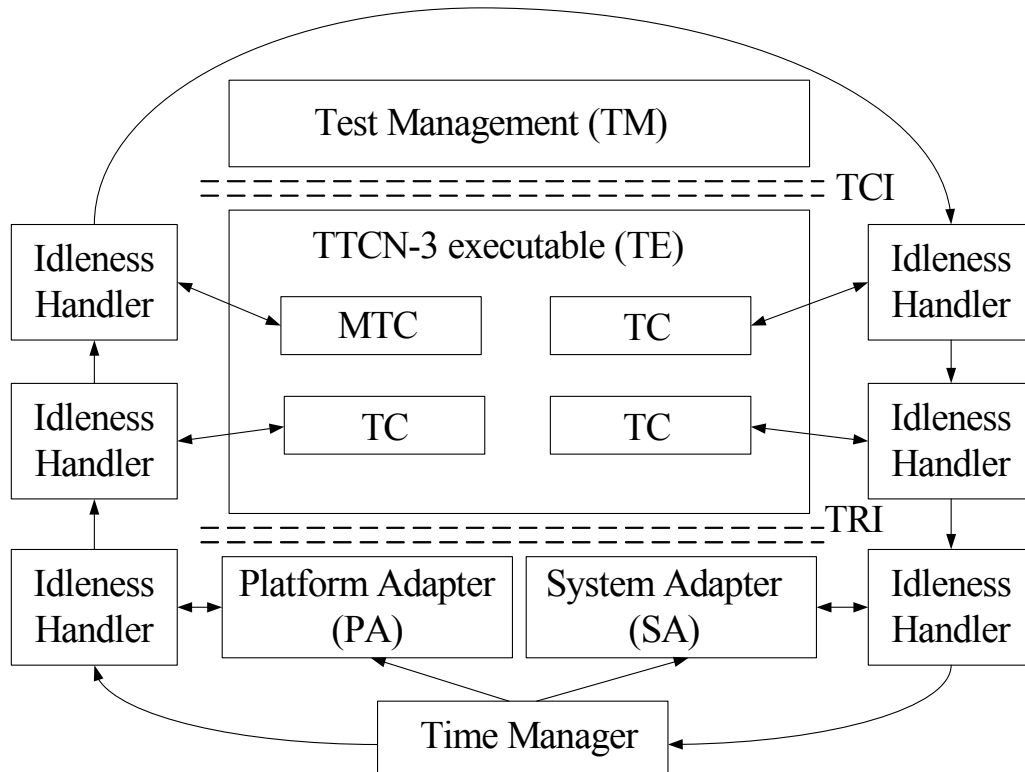 Test Management (TM)
TCI
TTCN-3 executable (TE)
Idleness
Handler
Idleness
Handler
MTC
TC
Idleness
Handler
Idleness
Handler
TC
TC
TRI
Idleness
Handler
Platform Adapter
(PA)
System Adapter
(SA)
Idleness
Handler
Time Manager